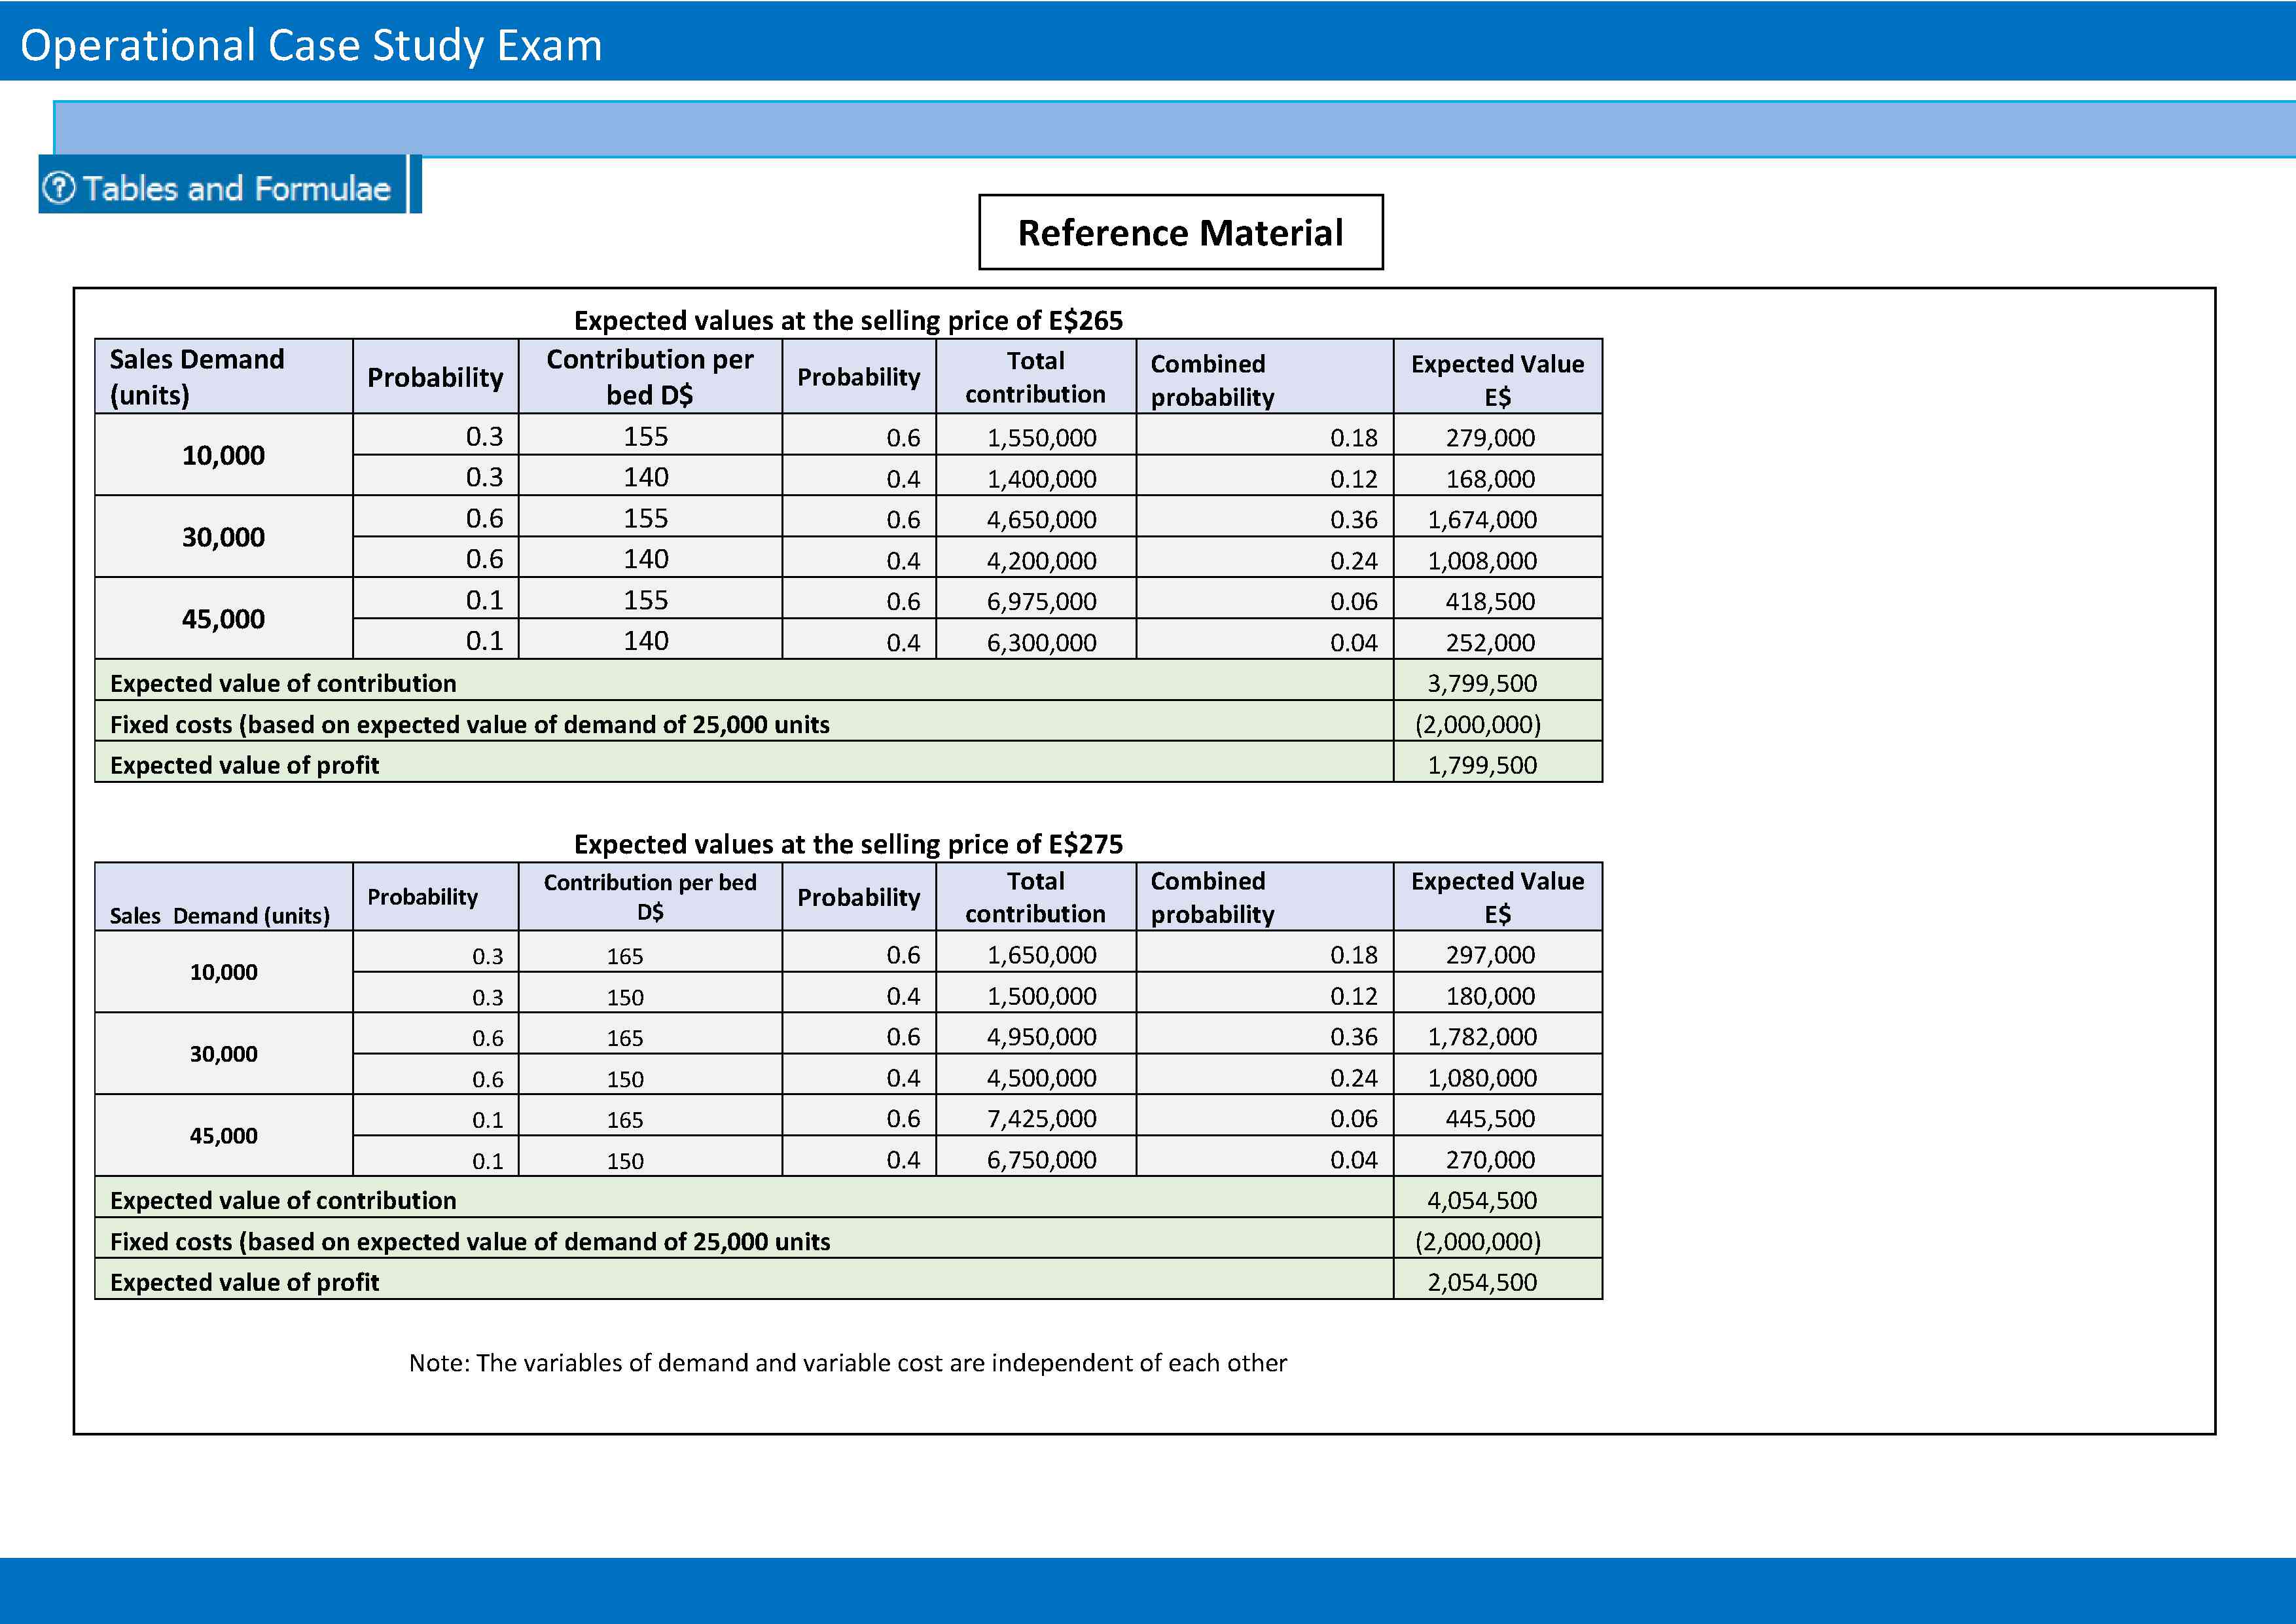 Operational Case Study Exam
? Tables and Formulae
Reference Material
Expected values at the selling price of E$265
Sales Demand (units) Probability Contribution per bed D$ Probability Total contribution Combined probability Expected Value E$
10,000 0.3 155 0.6 1,550,000 0.18 279,000
0.3 140 0.4 1,400,000 0.12 168,000
30,000 0.6 155 0.6 4,650,000 0.36 1,674,000
0.6 140 0.4 4,200,000 0.24 1,008,000
45,000 0.1 155 0.6 6,975,000 0.06 418,500
0.1 140 0.4 6,300,000 0.04 252,000
Expected value of contribution 3,799,500
Fixed costs (based on expected value of demand of 25,000 units (2,000,000)
Expected value of profit 1,799,500
Expected values at the selling price of E$275
Sales Demand (units) Probability Contribution per bed D$ Probability Total contribution Combined probability Expected Value E$
10,000 0.3 165 0.6 1,650,000 0.18 297,000
0.3 150 0.4 1,500,000 0.12 180,000
30,000 0.6 165 0.6 4,950,000 0.36 1,782,000
0.6 150 0.4 4,500,000 0.24 1,080,000
45,000 0.1 165 0.6 7,425,000 0.06 445,500
0.1 150 0.4 6,750,000 0.04 270,000
Expected value of contribution 4,054,500
Fixed costs (based on expected value of demand of 25,000 units (2,000,000)
Expected value of profit 2,054,500
Note: The variables of demand and variable cost are independent of each other